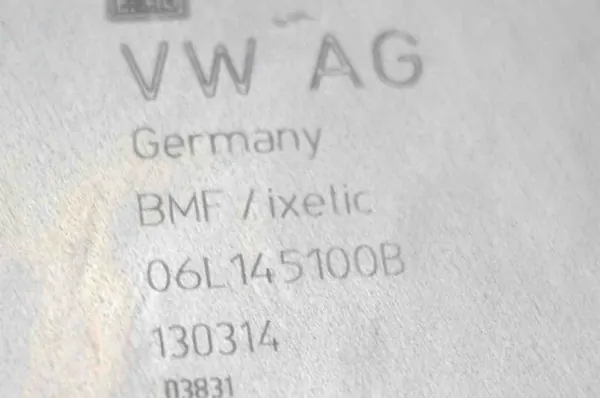 VW AG
Germany
BMF / ixetic
06L145100B
130314
03831